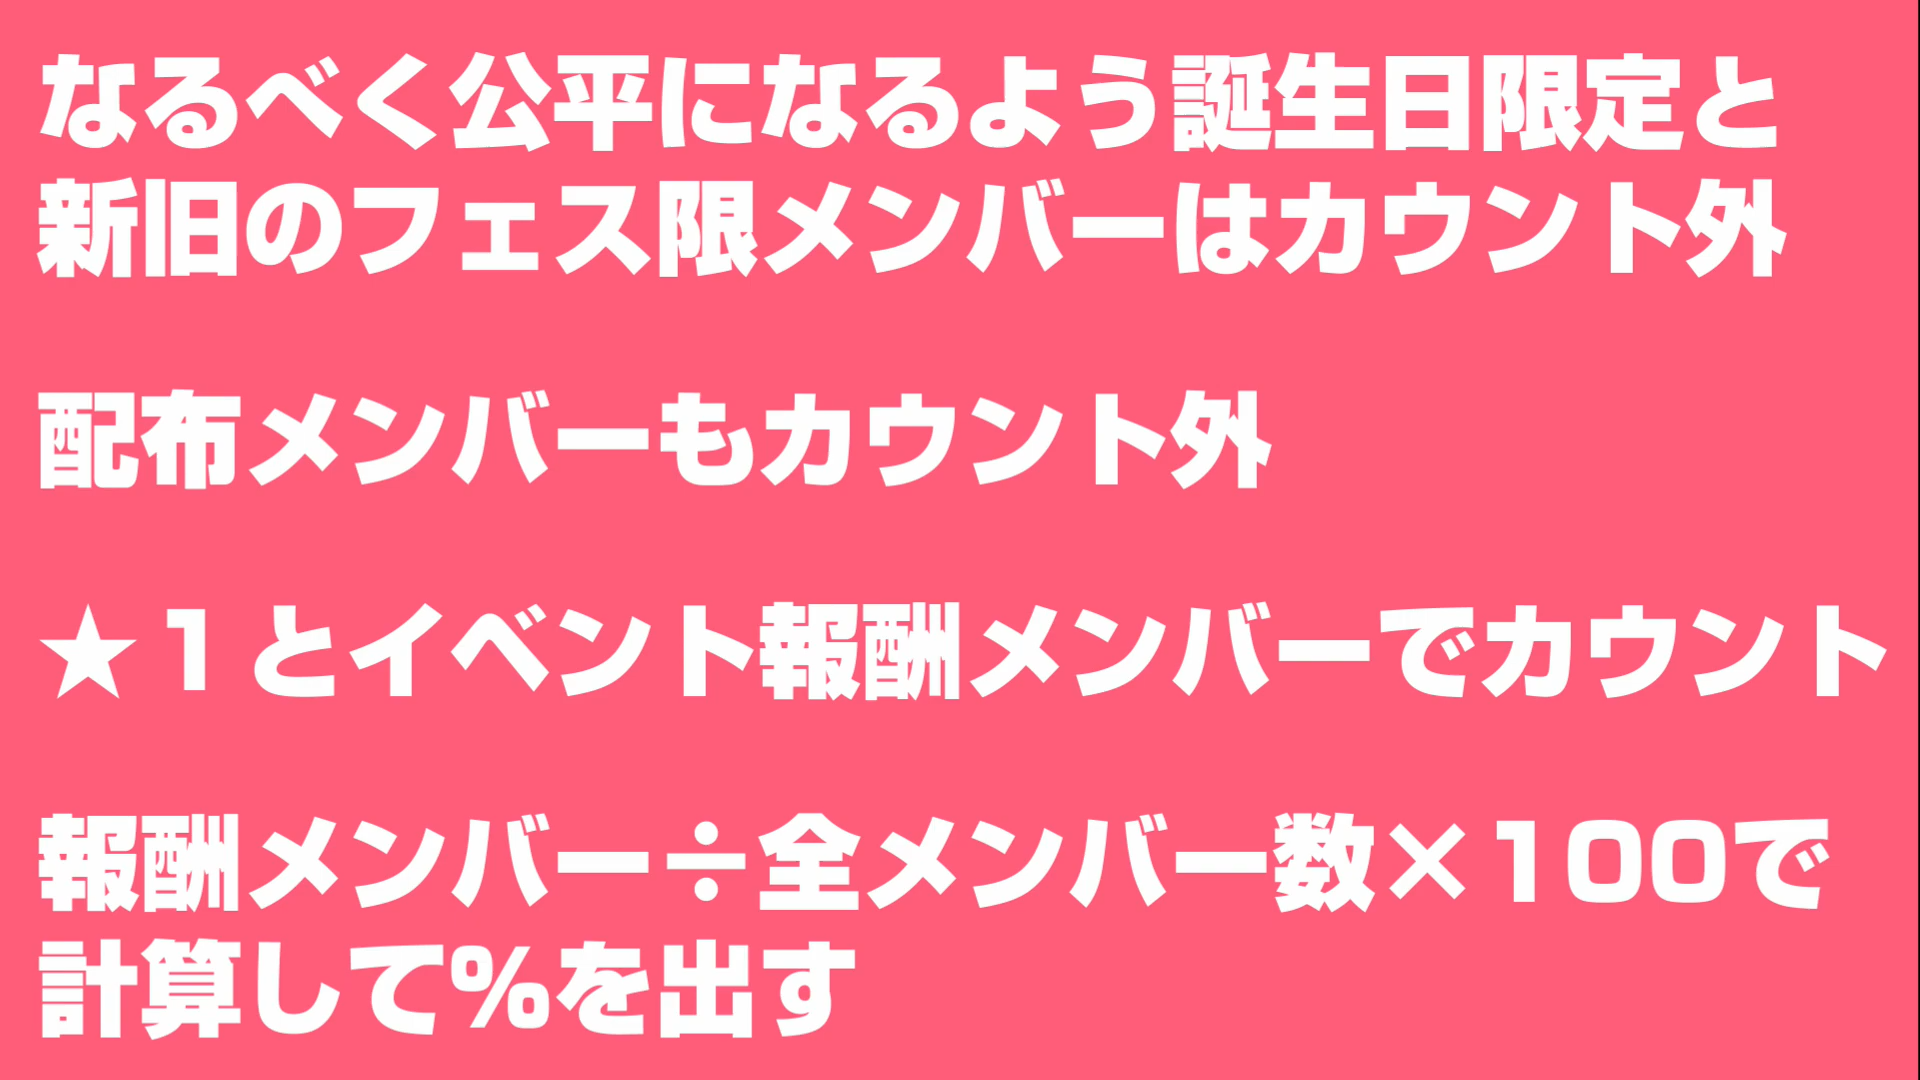 なるべく公平になるよう誕生日限定と
新旧のフェス限メンバーはカウント外
配布メンバーもカウント外
★１とイベント報酬メンバーでカウント
報酬メンバー÷全メンバー数×100で
計算して%を出す